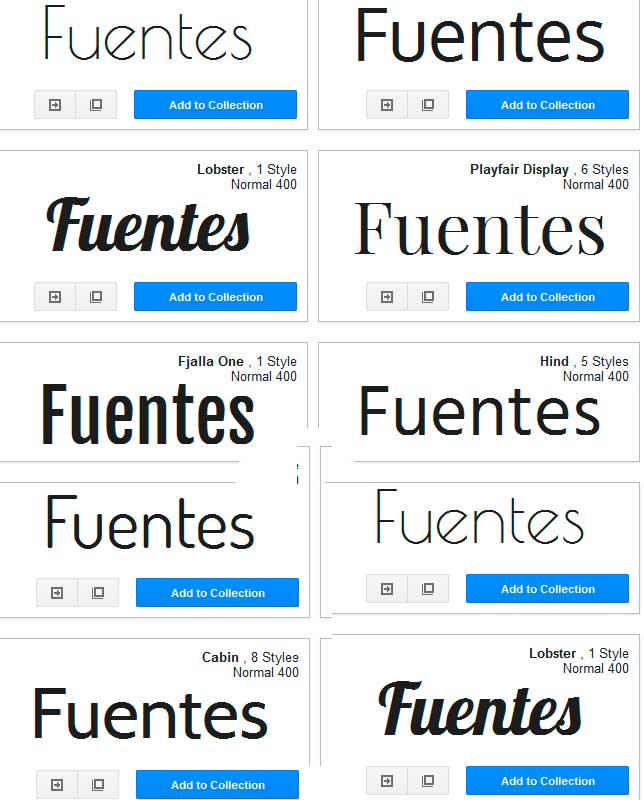 Fuentes
Fuentes
Add to Collection
Add to Collection
Lobster , 1 Style
Normal 400
Fuentes
Add to Collection
Playfair Display , 6 Styles
Normal 400
Fuentes
Add to Collection
Fjalla One , 1 Style
Normal 400
Fuentes
Hind , 5 Styles
Normal 400
Fuentes
Fuentes
Add to Collection
Fuentes
Add to Collection
Cabin , 8 Styles
Normal 400
Fuentes
Add to Collection
Lobster , 1 Style
Normal 400
Fuentes
Add to Collection